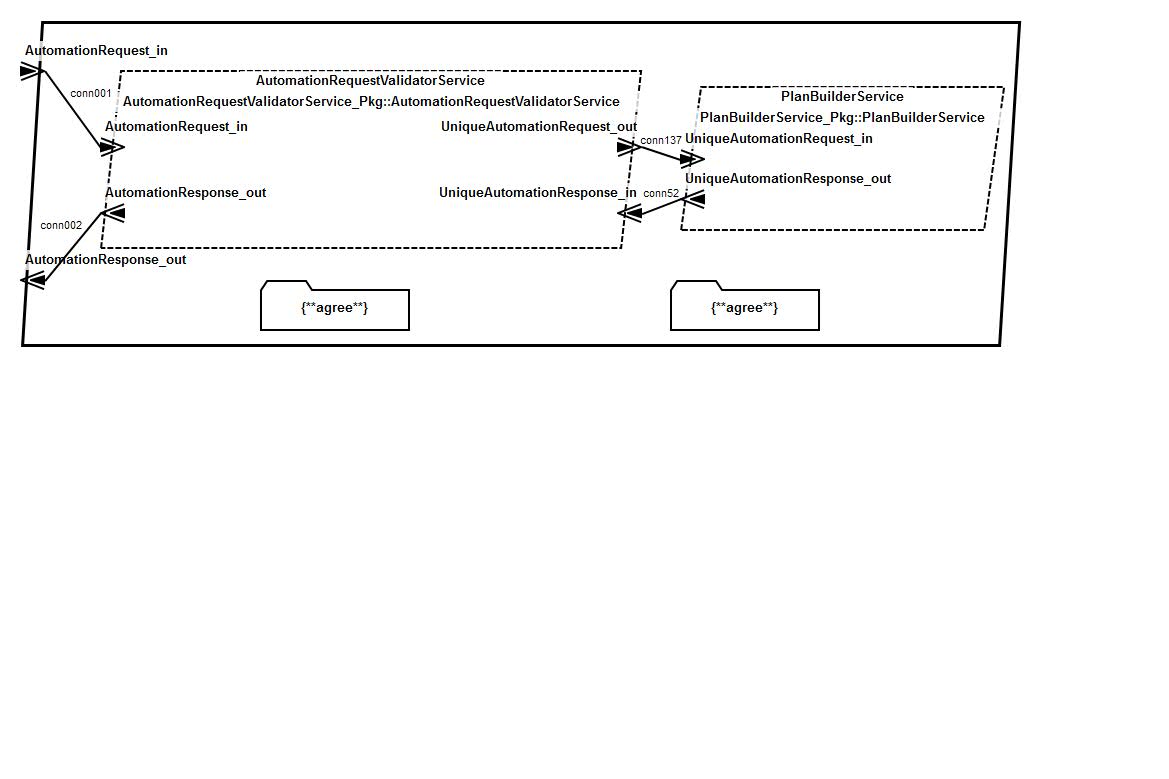 AutomationRequest_in
conn001
AutomationRequestValidatorService
AutomationRequestValidatorService_Pkg::AutomationRequestValidatorService
AutomationRequest_in
UniqueAutomationRequest_out
conn137
PlanBuilderService
PlanBuilderService_Pkg::PlanBuilderService
UniqueAutomationRequest_in
UniqueAutomationResponse_out
AutomationResponse_out
UniqueAutomationResponse_in
conn52
conn002
AutomationResponse_out
{**agree**}
{**agree**}